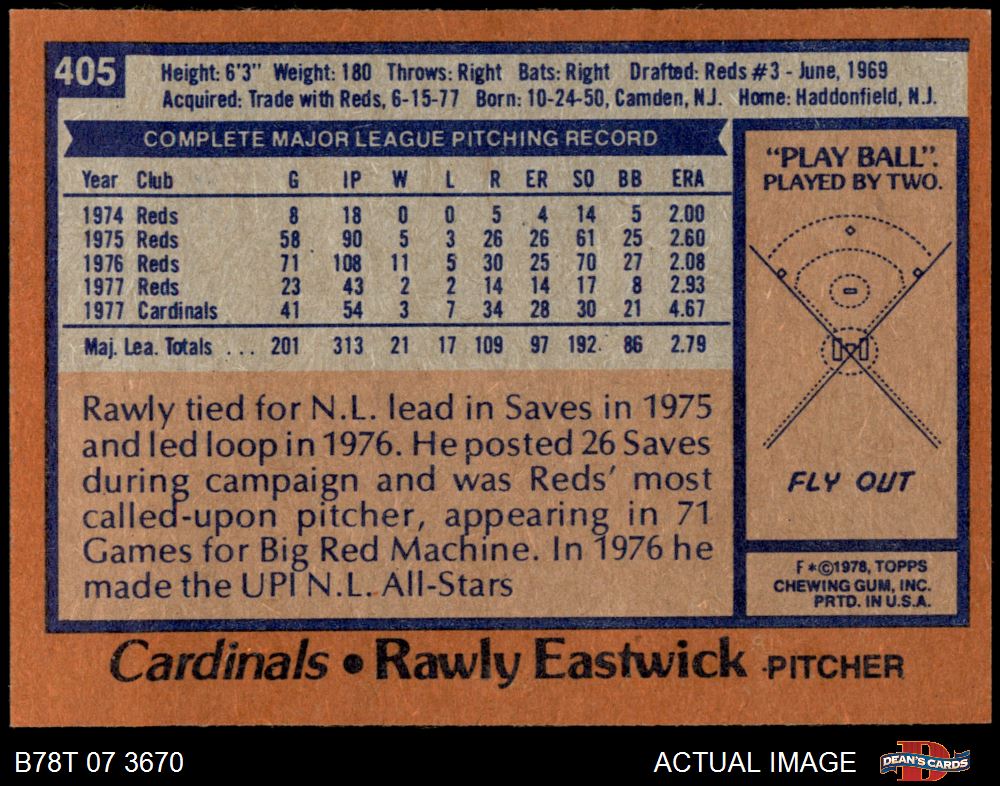 405
Height: 6'3" Weight: 180 Throws: Right Bats: Right Drafted: Reds #3 - June, 1969
Acquired: Trade with Reds, 6-15-77 Born: 10-24-50, Camden, N.J. Home: Haddonfield, N.J.
COMPLETE MAJOR LEAGUE PITCHING RECORD
Year Club G IP W L R ER SO BB ERA
1974 Reds 8 18 0 0 5 4 14 5 2.00
1975 Reds 58 90 5 3 26 26 61 25 2.60
1976 Reds 71 108 11 5 30 25 70 27 2.08
1977 Reds 23 43 2 2 14 14 17 8 2.93
1977 Cardinals 41 54 3 7 34 28 30 21 4.67
Maj. Lea. Totals ... 201 313 21 17 109 97 192 86 2.79
Rawly tied for N.L. lead in Saves in 1975
and led loop in 1976. He posted 26 Saves
during campaign and was Reds' most
called-upon pitcher, appearing in 71
Games for Big Red Machine. In 1976 he
made the UPI N.L. All-Stars
"PLAY BALL".
PLAYED BY TWO.
FLY OUT
F*©1978, TOPPS
CHEWING GUM, INC.
PRTD. IN U.S.A.
Cardinals • Rawly Eastwick · PITCHER
B78T 07 3670
ACTUAL IMAGE
D
DEAN'S CARDS